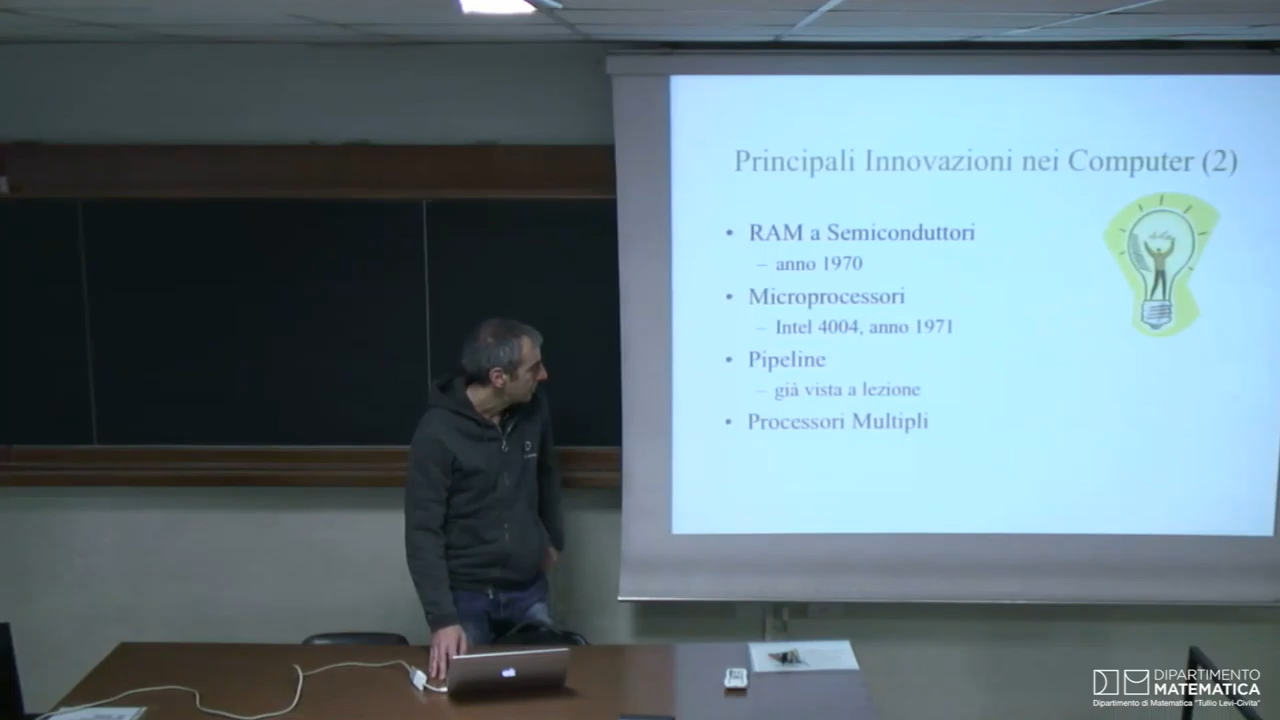 Principali Innovazioni nei Computer (2)
• RAM a Semiconduttori
– anno 1970
• Microprocessori
– Intel 4004, anno 1971
• Pipeline
– già vista a lezione
• Processori Multipli
DIPARTIMENTO
MATEMATICA
Dipartimento di Matematica "Tullio Levi-Civita"